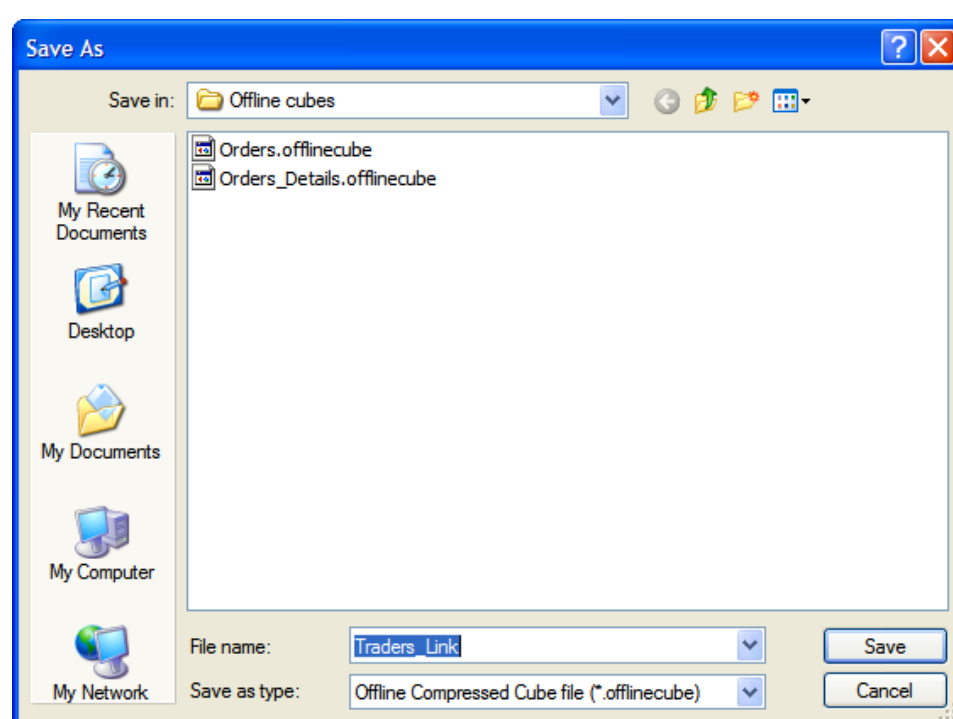 Save As
Save in:
Offline cubes
Orders.offlinecube
Orders_Details.offlinecube
My Recent
Documents
Desktop
My Documents
My Computer
My Network
File name:
Traders_Link
Save
Save as type:
Offline Compressed Cube file (*.offlinecube)
Cancel